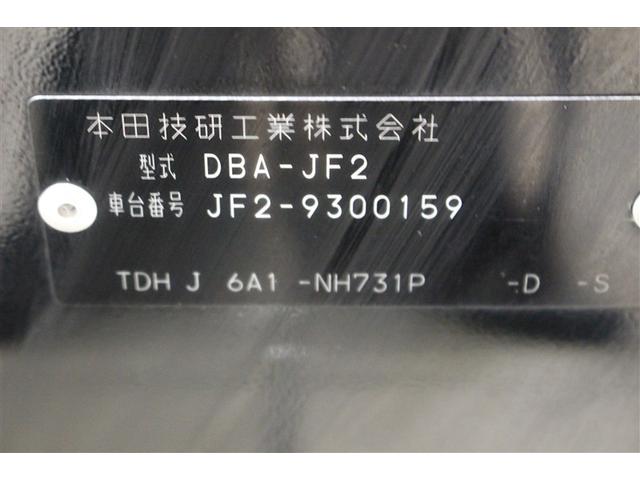 本田技研工業株式会社
型式 DBA-JF2
車台番号 JF2-9300159
TDH J 6A1 -NH731P -D -S